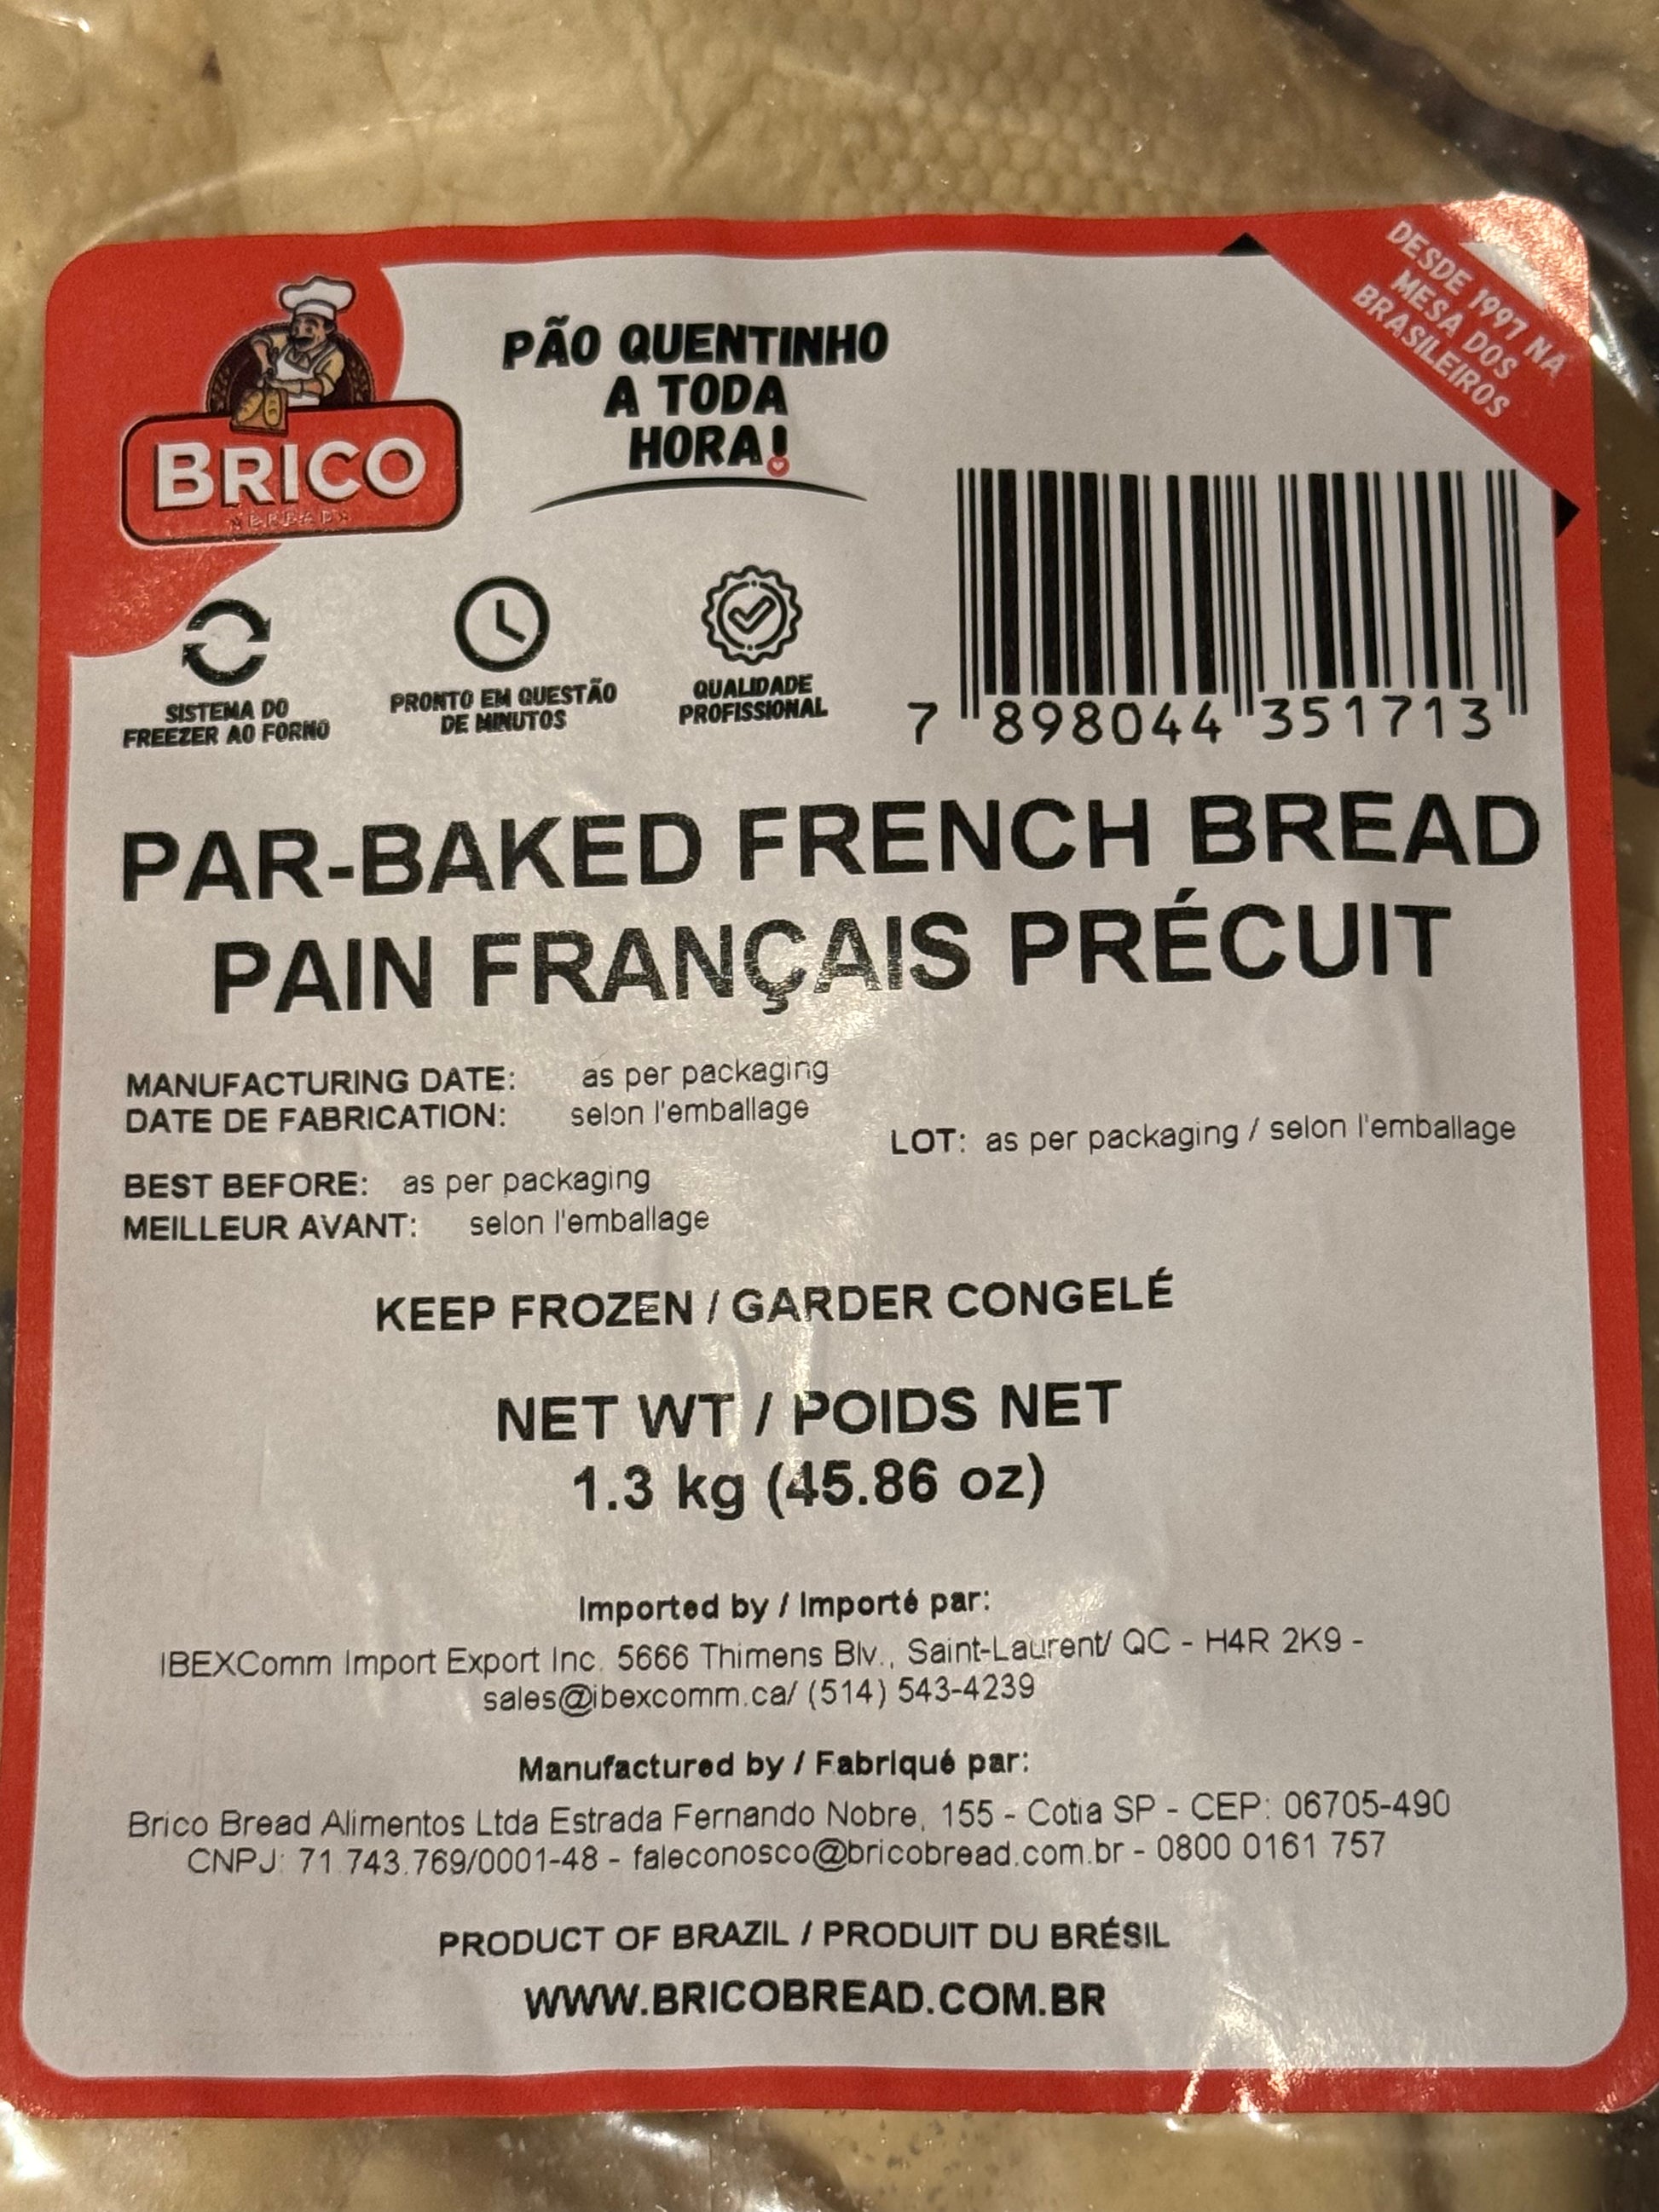 DESDE 1997 NA
MESA DOS
BRASILEIROS
BRICO
BREAD
PÃO QUENTINHO
A TODA
HORA!
SISTEMA DO
FREEZER AO FORNO
PRONTO EM QUESTÃO
DE MINUTOS
QUALIDADE
PROFISSIONAL
7 898044 351713
PAR-BAKED FRENCH BREAD
PAIN FRANÇAIS PRÉCUIT
MANUFACTURING DATE: as per packaging
DATE DE FABRICATION: selon l'emballage
LOT: as per packaging / selon l'emballage
BEST BEFORE: as per packaging
MEILLEUR AVANT: selon l'emballage
KEEP FROZEN / GARDER CONGELÉ
NET WT / POIDS NET
1.3 kg (45.86 oz)
Imported by / Importé par:
IBEXComm Import Export Inc. 5666 Thimens Blv., Saint-Laurent/ QC - H4R 2K9 -
sales@ibexcomm.ca/ (514) 543-4239
Manufactured by / Fabriqué par:
Brico Bread Alimentos Ltda Estrada Fernando Nobre, 155 - Cotia SP - CEP: 06705-490
CNPJ: 71.743.769/0001-48 - faleconosco@bricobread.com.br - 0800 0161 757
PRODUCT OF BRAZIL / PRODUIT DU BRÉSIL
WWW.BRICOBREAD.COM.BR